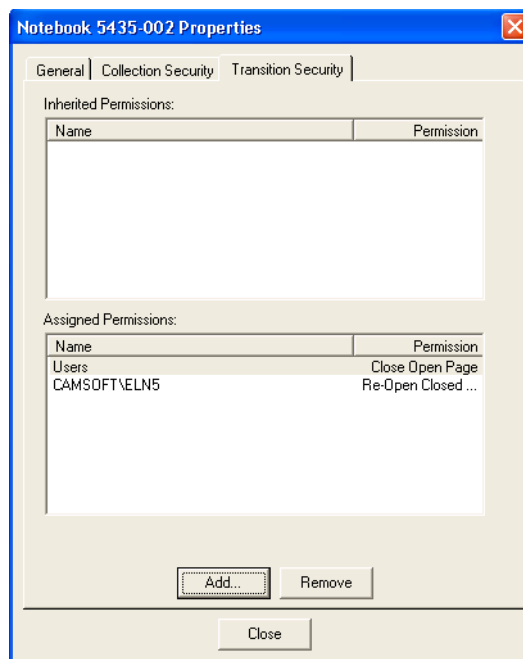 Notebook 5435-002 Properties
General Collection Security Transition Security
Inherited Permissions:
Name Permission
Assigned Permissions:
Name Permission
Users Close Open Page
CAMSOFT\ELN5 Re-Open Closed ...
Add... Remove
Close